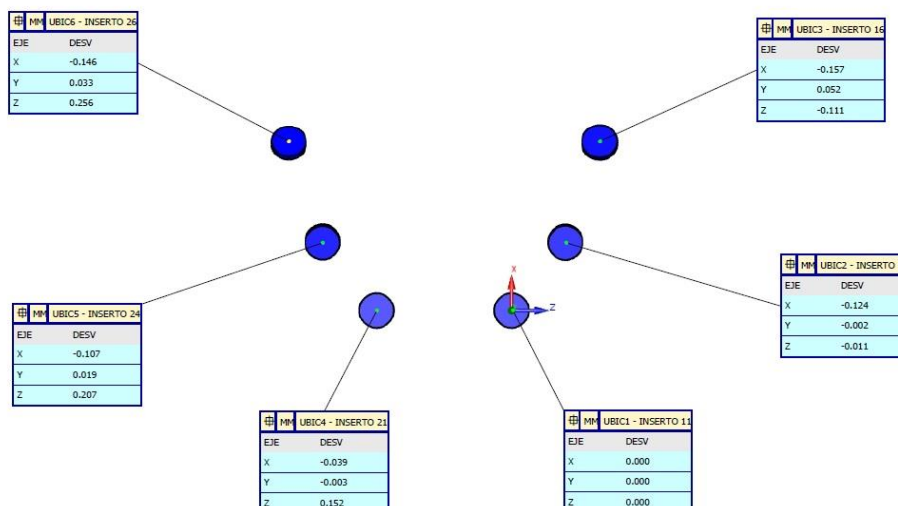 MM UBIC6 - INSERTO 26
EJE DESV
X -0.146
Y 0.033
Z 0.256
MM UBIC3 - INSERTO 16
EJE DESV
X -0.157
Y 0.052
Z -0.111
MM UBIC5 - INSERTO 24
EJE DESV
X -0.107
Y 0.019
Z 0.207
X
Z
MM UBIC2 - INSERTO
EJE DESV
X -0.124
Y -0.002
Z -0.011
MM UBIC4 - INSERTO 21
EJE DESV
X -0.039
Y -0.003
Z 0.152
MM UBIC1 - INSERTO 11
EJE DESV
X 0.000
Y 0.000
Z 0.000